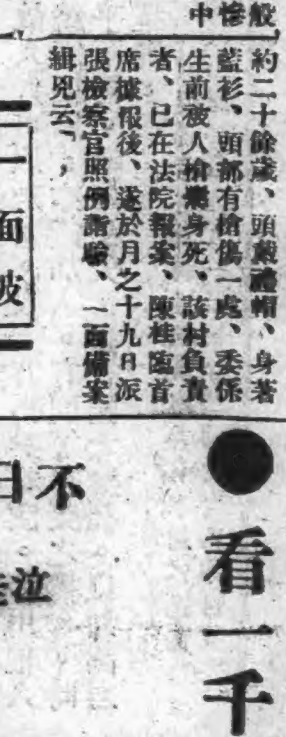 般
慘
中
約二十餘歲、頭戴禮帽、身著
藍衫、頭部有槍傷一處、委係
生前被人槍斃身死、該村負責
者、已在法院報案、陳桂臨首
席據報後、遂於月之十九日派
張檢察官照例詣驗、一面備案
緝兇云、
一面被
●看一千
不
日
泣